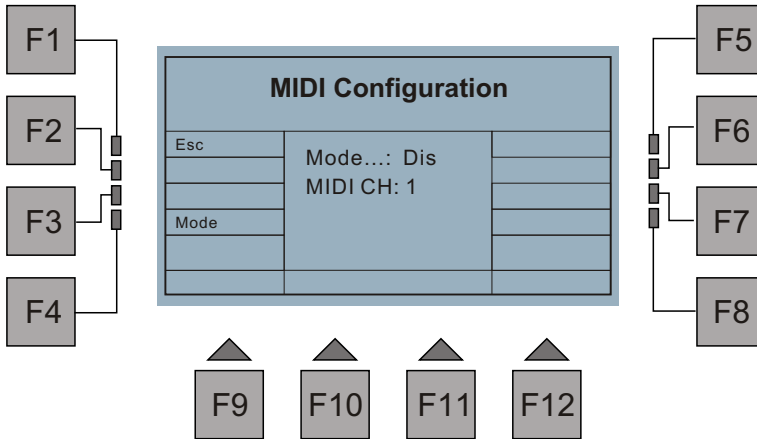 F1
F2
F3
F4
MIDI Configuration
Esc
Mode
Mode...: Dis
MIDI CH: 1
F5
F6
F7
F8
F9 F10 F11 F12